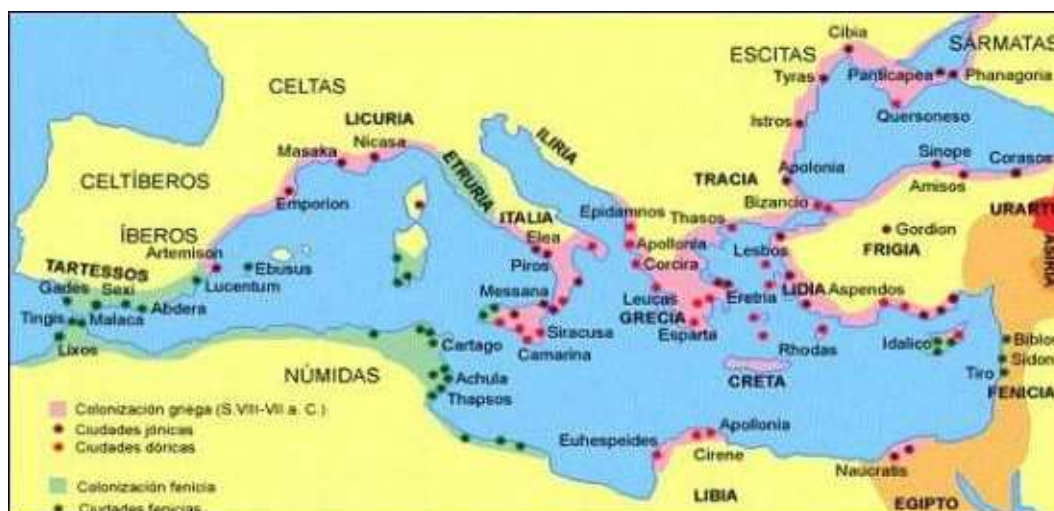 Cibia
ESCITAS
SÁRMATAS
Tyras
Panticapea
Phanagoria
CELTAS
Quersoneso
LICURIA
Nicasa
Istros
ILIRIA
Masaka
Sinope
Corasos
Apolonia
ETRURIA
TRACIA
Amisos
CELTÍBEROS
Emporion
Bizancio
ITALIA
Epidamnos
Thasos
URART
ÍBEROS
Elea
Gordion
ASIRIA
Artemison
Apollonia
Lesbos
FRIGIA
Ebusus
Piros
Corcira
TARTESSOS
Lucentum
Gades
Sexi
Messana
Leucas
Eretria
LIDIA
Aspendos
Abdera
GRECIA
Tingis
Malaca
Siracusa
Esparta
Rhodas
Idalico
Biblos
Lixos
Cartago
Camarina
Sidon
Tiro
NÚMIDAS
Achula
CRETA
FENICIA
Thapsos
Colonización griega (S.VIII-VII a. C.)
Ciudades jónicas
Ciudades dóricas
Euhespeides
Apollonia
Cirene
Naucratis
Colonización fenicia
LIBIA
EGIPTO
Ciudades fenicias